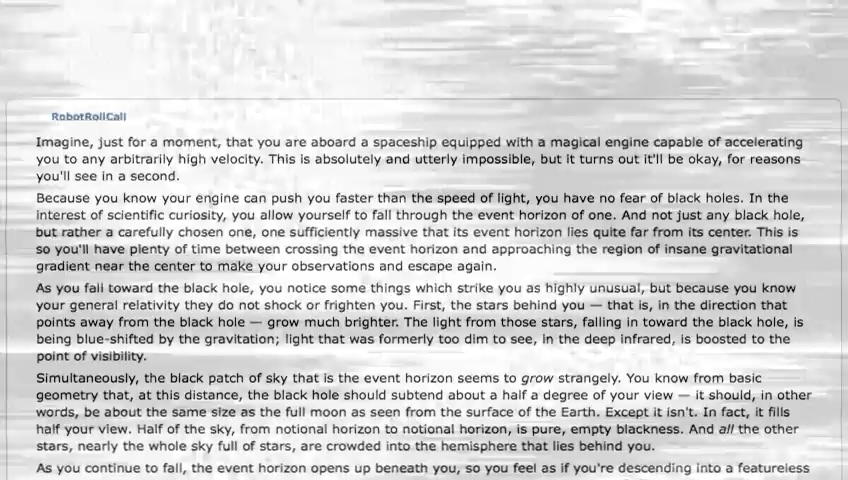 RobotRollCall
Imagine, just for a moment, that you are aboard a spaceship equipped with a magical engine capable of accelerating
you to any arbitrarily high velocity. This is absolutely and utterly impossible, but it turns out it'll be okay, for reasons
you'll see in a second.
Because you know your engine can push you faster than the speed of light, you have no fear of black holes. In the
interest of scientific curiosity, you allow yourself to fall through the event horizon of one. And not just any black hole,
but rather a carefully chosen one, one sufficiently massive that its event horizon lies quite far from its center. This is
so you'll have plenty of time between crossing the event horizon and approaching the region of insane gravitational
gradient near the center to make your observations and escape again.
As you fall toward the black hole, you notice some things which strike you as highly unusual, but because you know
your general relativity they do not shock or frighten you. First, the stars behind you — that is, in the direction that
points away from the black hole — grow much brighter. The light from those stars, falling in toward the black hole, is
being blue-shifted by the gravitation; light that was formerly too dim to see, in the deep infrared, is boosted to the
point of visibility.
Simultaneously, the black patch of sky that is the event horizon seems to grow strangely. You know from basic
geometry that, at this distance, the black hole should subtend about a half a degree of your view — it should, in other
words, be about the same size as the full moon as seen from the surface of the Earth. Except it isn't. In fact, it fills
half your view. Half of the sky, from notional horizon to notional horizon, is pure, empty blackness. And all the other
stars, nearly the whole sky full of stars, are crowded into the hemisphere that lies behind you.
As you continue to fall, the event horizon opens up beneath you, so you feel as if you're descending into a featureless